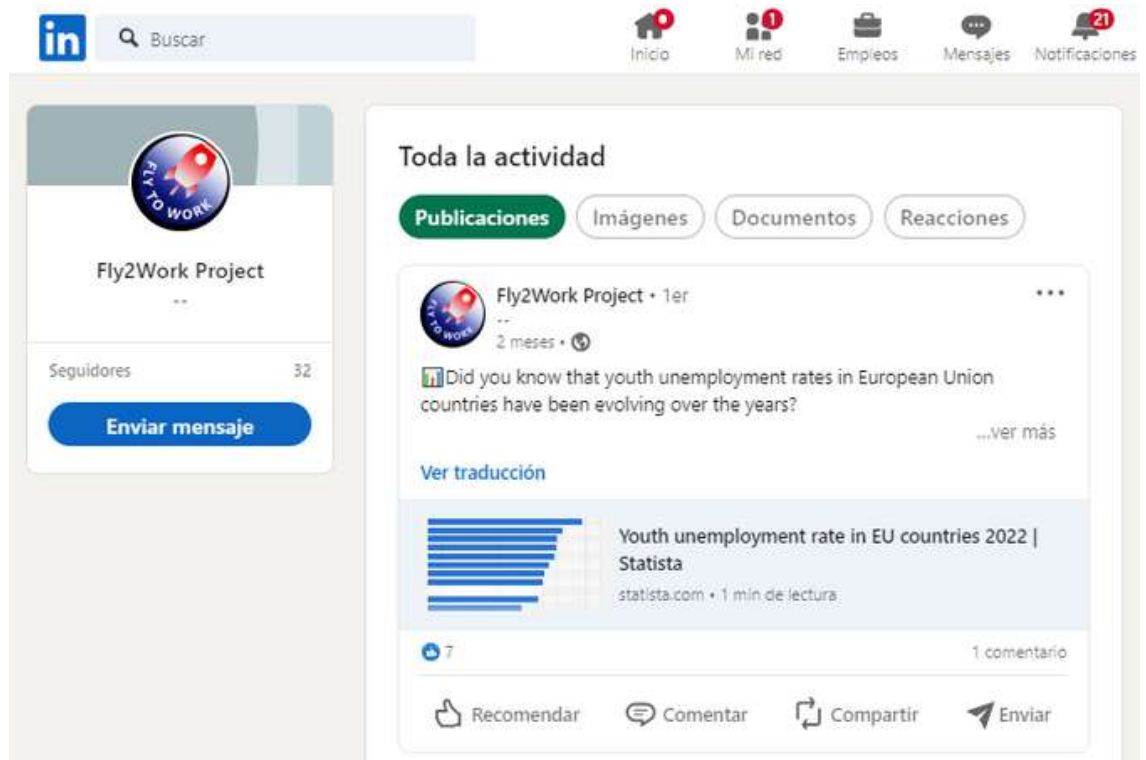 in
Buscar
Inicio
1
Mi red
Empleos
Mensajes
21
Notificaciones
FLY TO WORK
Fly2Work Project
--
Seguidores 32
Enviar mensaje
Toda la actividad
Publicaciones Imágenes Documentos Reacciones
FLY TO WORK
Fly2Work Project • 1er
--
2 meses •
Did you know that youth unemployment rates in European Union
countries have been evolving over the years?
...ver más
Ver traducción
Youth unemployment rate in EU countries 2022 |
Statista
statista.com • 1 min de lectura
7 1 comentario
Recomendar Comentar Compartir Enviar